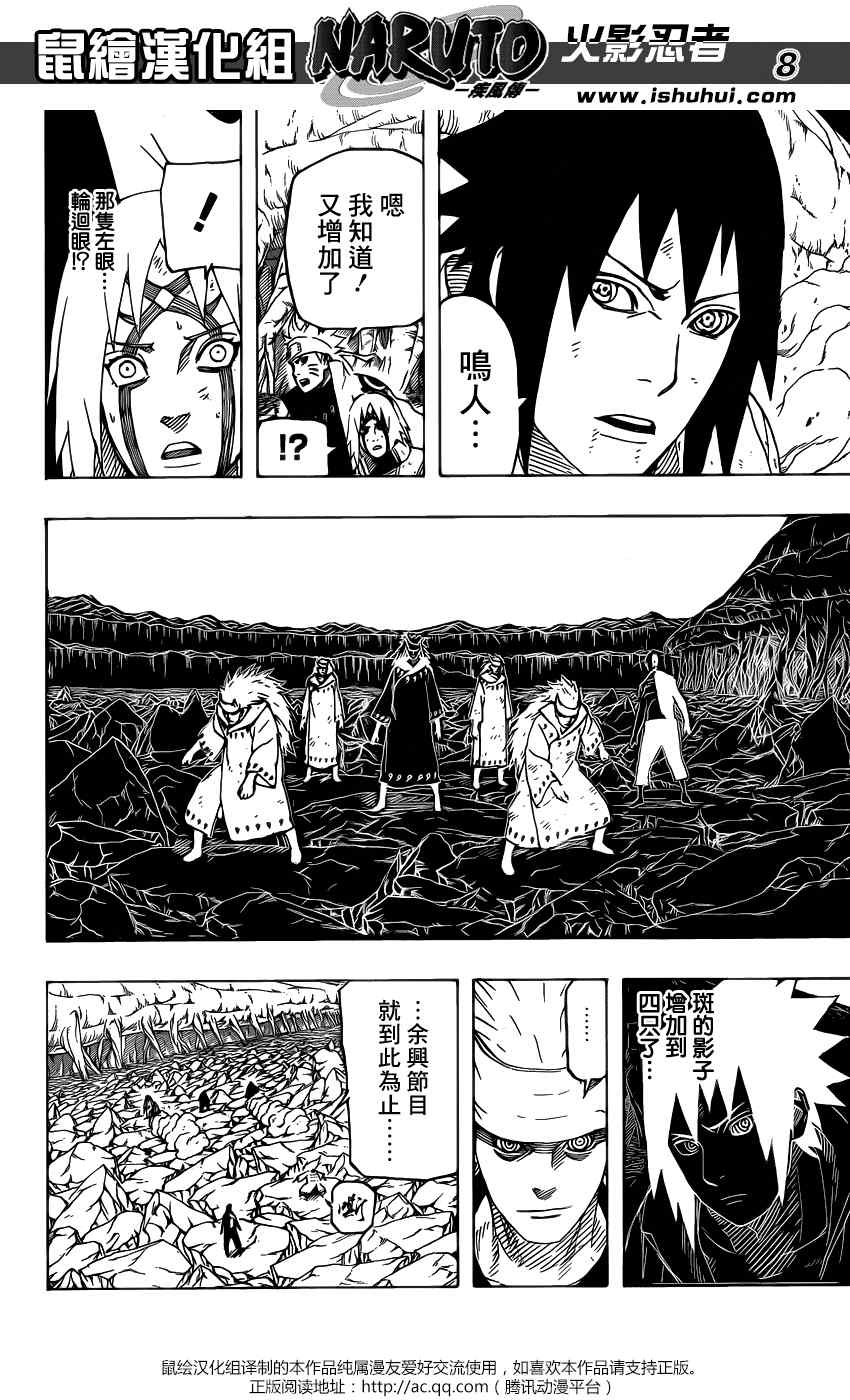 鼠繪漢化組
NARUTO
疾風傳
火影忍者
8
www.ishuhui.com
鳴人…
嗯
我知道！
又增加了
!?
！
那隻左眼…
輪迴眼!?
斑的影子
增加到
四只了…
……
…余興節目
就到此為止……
鼠绘汉化组译制的本作品纯属漫友爱好交流使用，如喜欢本作品请支持正版。
正版阅读地址：http://ac.qq.com（腾讯动漫平台）